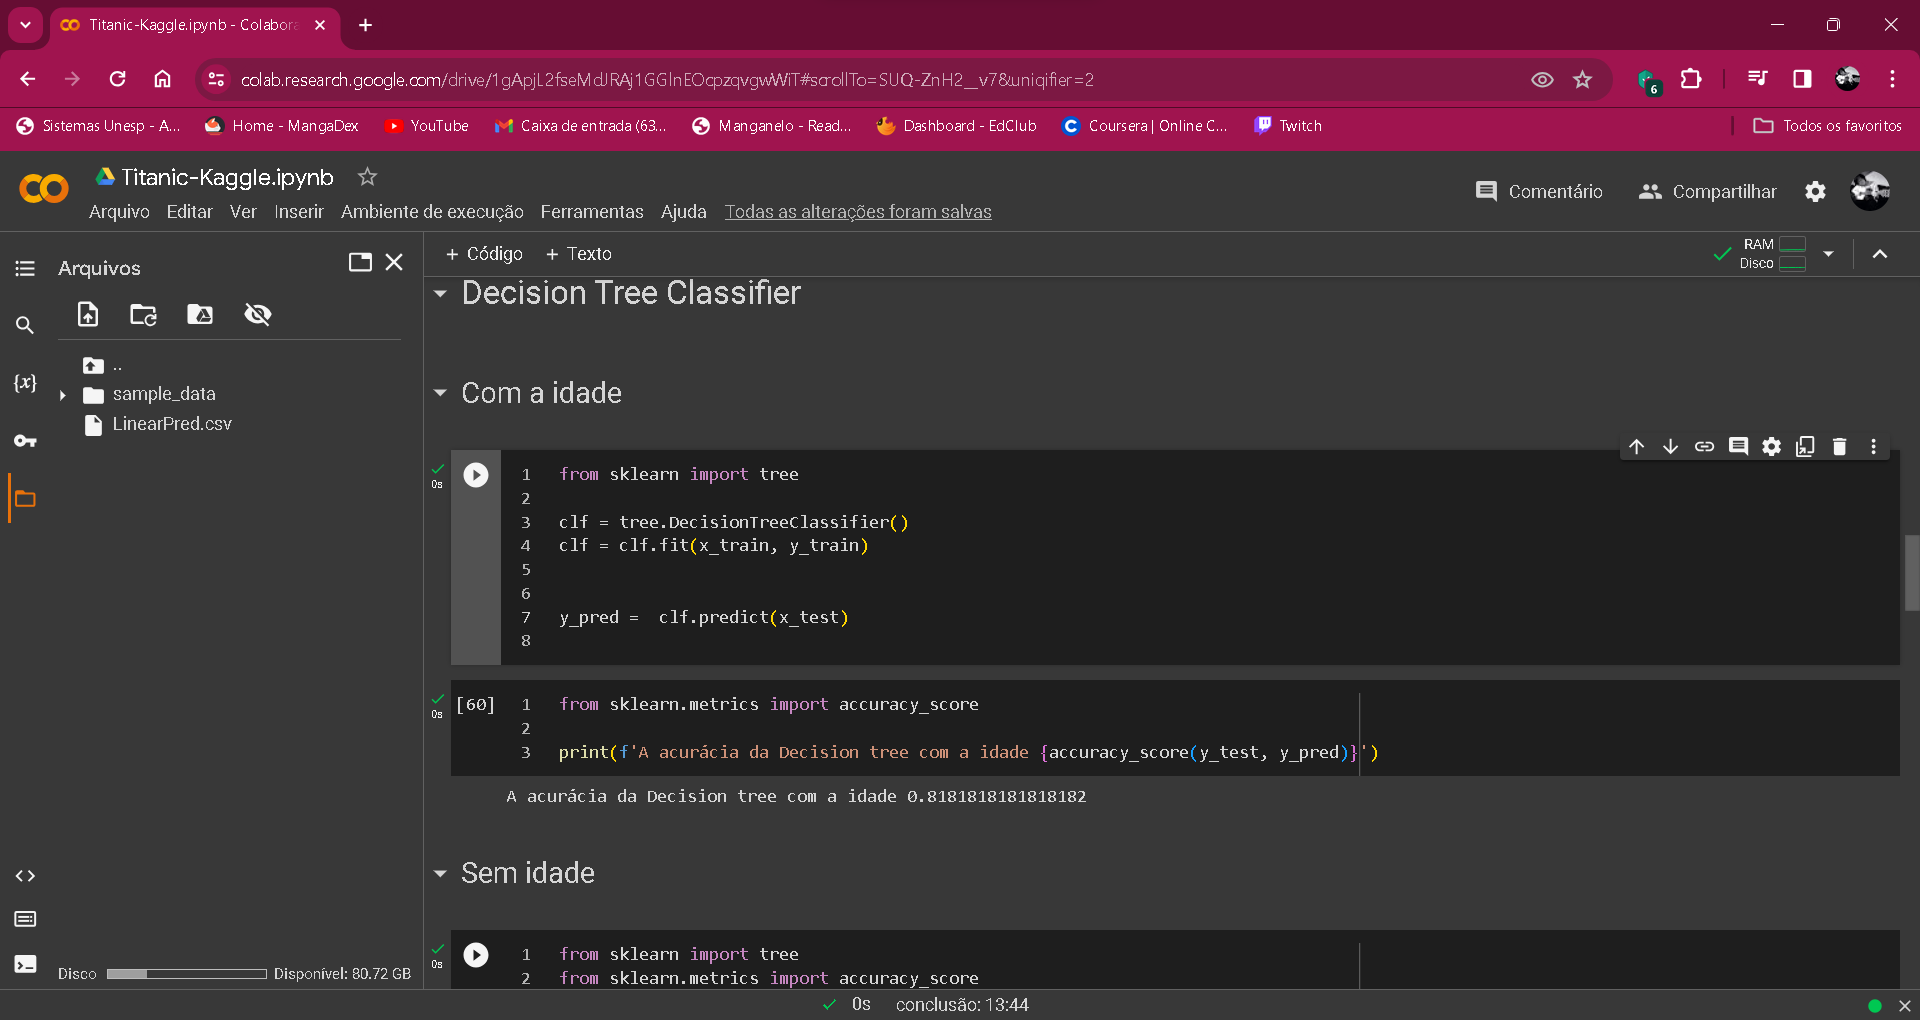 Titanic-Kaggle.ipynb - Colabora
colab.research.google.com/drive/1gApjL2fseMdJRAj1GGlnEOcpzqvgwWiT#scrollTo=SUQ-ZnH2__v7&uniqifier=2
6
Sistemas Unesp - A... Home - MangaDex YouTube Caixa de entrada (63... Manganelo - Read... Dashboard - EdClub Coursera | Online C... Twitch Todos os favoritos
Titanic-Kaggle.ipynb
Comentário Compartilhar
Arquivo Editar Ver Inserir Ambiente de execução Ferramentas Ajuda Todas as alterações foram salvas
+ Código + Texto
RAM
Disco
Arquivos
..
sample_data
LinearPred.csv
{x}
Disco Disponível: 80.72 GB
Decision Tree Classifier
Com a idade
0s
1 from sklearn import tree
2
3 clf = tree.DecisionTreeClassifier()
4 clf = clf.fit(x_train, y_train)
5
6
7 y_pred =  clf.predict(x_test)
8
0s
[60] 1 from sklearn.metrics import accuracy_score
2
3 print(f'A acurácia da Decision tree com a idade {accuracy_score(y_test, y_pred)}')
A acurácia da Decision tree com a idade 0.8181818181818182
Sem idade
0s
1 from sklearn import tree
2 from sklearn.metrics import accuracy_score
0s conclusão: 13:44